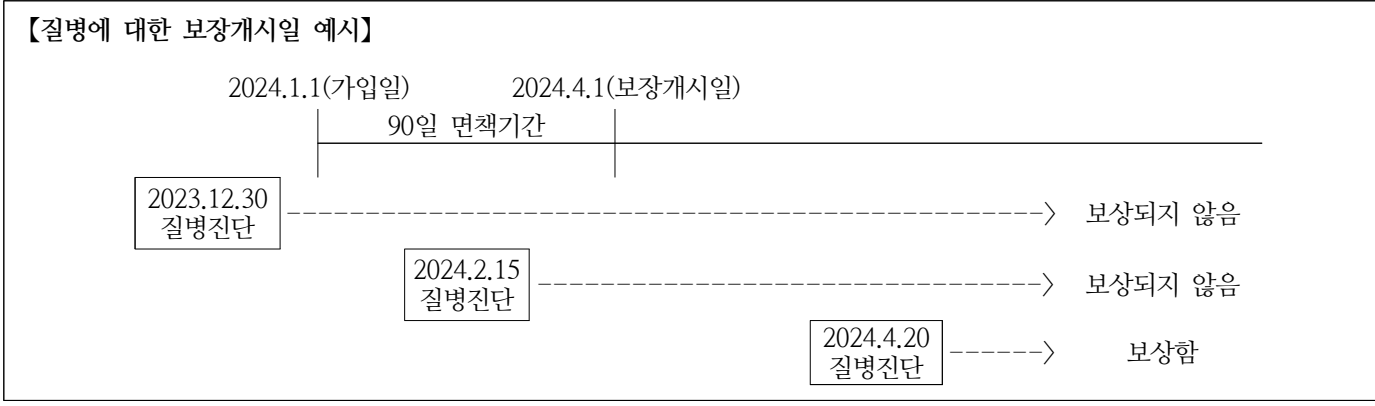 【질병에 대한 보장개시일 예시】
2024.1.1(가입일) 2024.4.1(보장개시일)
90일 면책기간
2023.12.30
질병진단
보상되지 않음
2024.2.15
질병진단
보상되지 않음
2024.4.20
질병진단
보상함